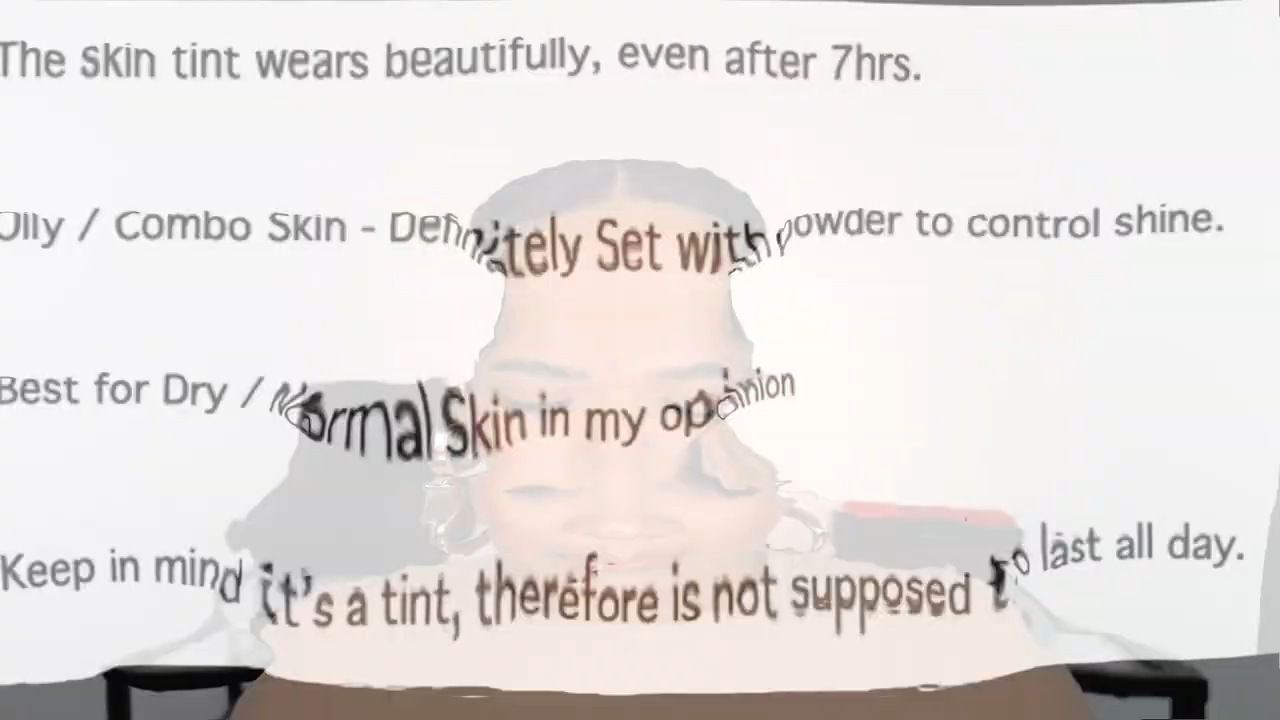 The skin tint wears beautifully, even after 7hrs.
Oily / Combo Skin - Definitely Set with powder to control shine.
Best for Dry / Normal Skin in my opinion
Keep in mind it's a tint, therefore is not supposed to last all day.